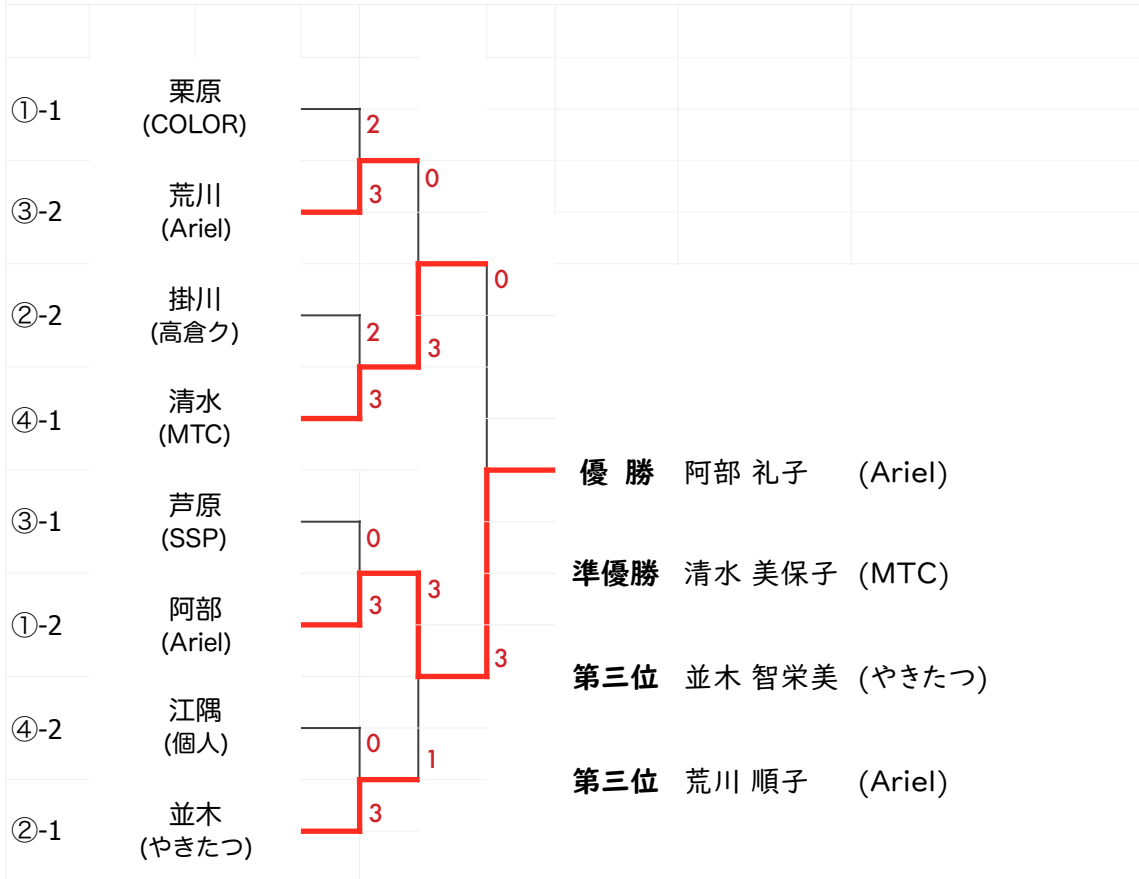 ①-1
栗原
(COLOR)
2
0
③-2
荒川
(Ariel)
3
0
②-2
掛川
(高倉ク)
2
3
④-1
清水
(MTC)
3
優 勝 阿部 礼子 (Ariel)
③-1
芦原
(SSP)
0
準優勝 清水 美保子 (MTC)
3
①-2
阿部
(Ariel)
3
3
第三位 並木 智栄美 (やきたつ)
④-2
江隅
(個人)
0
1
第三位 荒川 順子 (Ariel)
②-1
並木
(やきたつ)
3